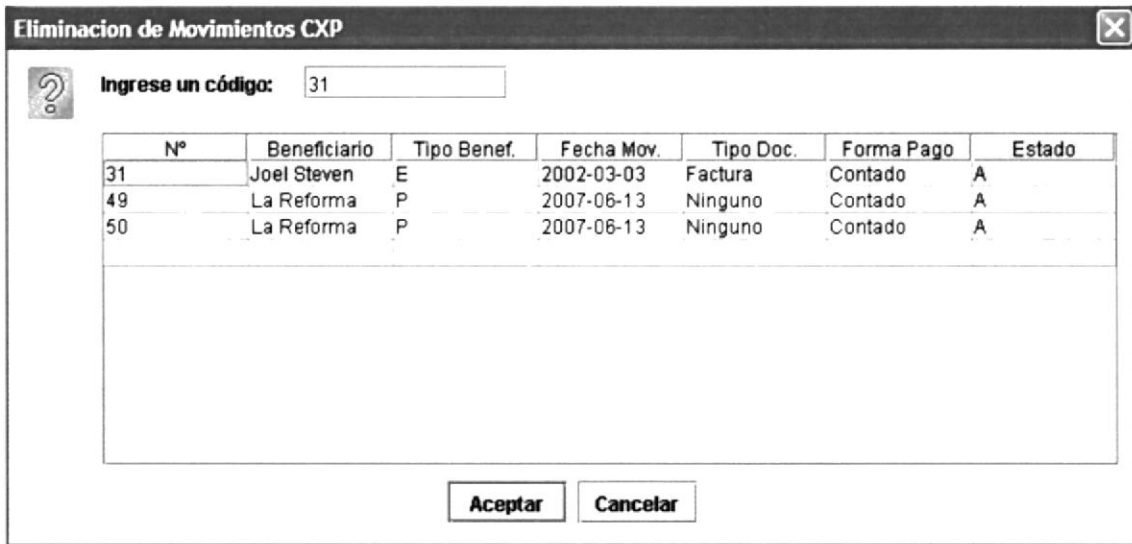 Eliminacion de Movimientos CXP
Ingrese un código: 31
Nº Beneficiario Tipo Benef. Fecha Mov. Tipo Doc. Forma Pago Estado
31 Joel Steven E 2002-03-03 Factura Contado A
49 La Reforma P 2007-06-13 Ninguno Contado A
50 La Reforma P 2007-06-13 Ninguno Contado A
Aceptar Cancelar